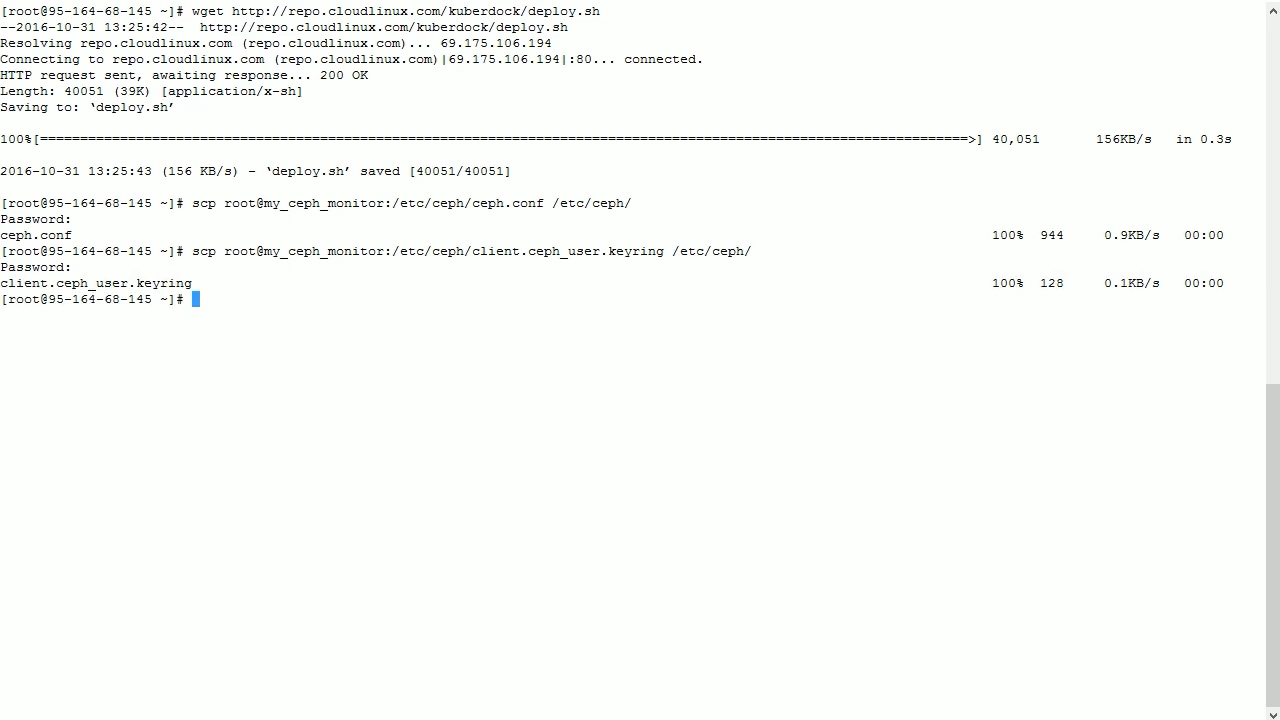 [root@95-164-68-145 ~]# wget http://repo.cloudlinux.com/kuberdock/deploy.sh
--2016-10-31 13:25:42--  http://repo.cloudlinux.com/kuberdock/deploy.sh
Resolving repo.cloudlinux.com (repo.cloudlinux.com)... 69.175.106.194
Connecting to repo.cloudlinux.com (repo.cloudlinux.com)|69.175.106.194|:80... connected.
HTTP request sent, awaiting response... 200 OK
Length: 40051 (39K) [application/x-sh]
Saving to: ‘deploy.sh’
100%[====================================================================================================================>] 40,051       156KB/s   in 0.3s
2016-10-31 13:25:43 (156 KB/s) - ‘deploy.sh’ saved [40051/40051]
[root@95-164-68-145 ~]# scp root@my_ceph_monitor:/etc/ceph/ceph.conf /etc/ceph/
Password:
ceph.conf                                                                                                                   100%  944     0.9KB/s   00:00
[root@95-164-68-145 ~]# scp root@my_ceph_monitor:/etc/ceph/client.ceph_user.keyring /etc/ceph/
Password:
client.ceph_user.keyring                                                                                                    100%  128     0.1KB/s   00:00
[root@95-164-68-145 ~]#